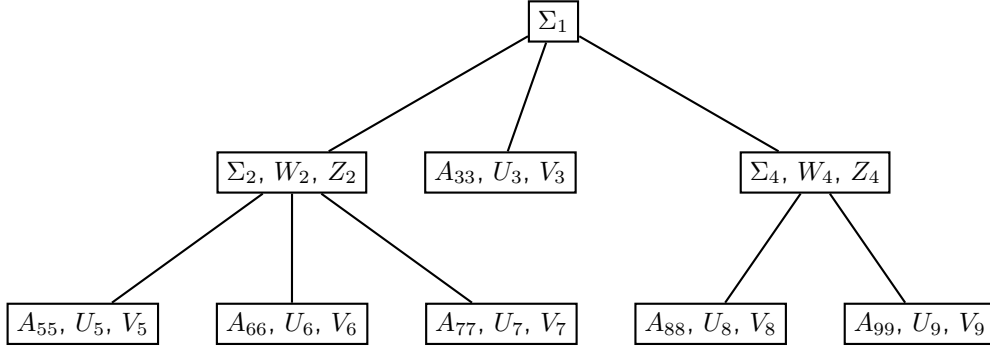 Σ₁
Σ₂, W₂, Z₂
A₃₃, U₃, V₃
Σ₄, W₄, Z₄
A₅₅, U₅, V₅
A₆₆, U₆, V₆
A₇₇, U₇, V₇
A₈₈, U₈, V₈
A₉₉, U₉, V₉